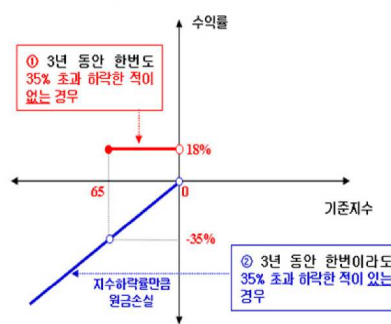 수익률
① 3년 동안 한번도
35% 초과 하락한 적이
없는 경우
18%
65
0
기준지수
-35%
② 3년 동안 한번이라도
35% 초과 하락한 적이 있는
경우
지수하락률만큼
원금손실